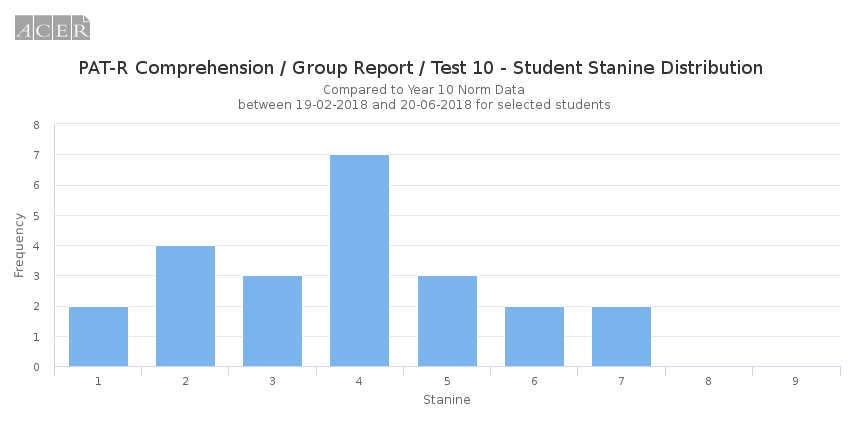 ACER
PAT-R Comprehension / Group Report / Test 10 - Student Stanine Distribution
Compared to Year 10 Norm Data
between 19-02-2018 and 20-06-2018 for selected students
8
7
6
5
4
3
2
1
0
Frequency
1 2 3 4 5 6 7 8 9
Stanine